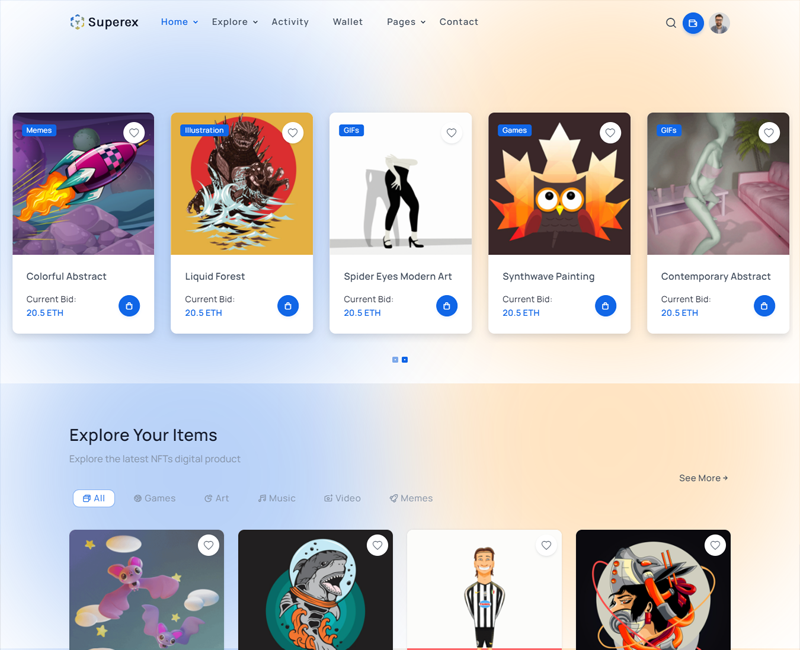 Superex
Home
Explore
Activity
Wallet
Pages
Contact
Memes
Illustration
GIFs
Games
GIFs
Colorful Abstract
Liquid Forest
Spider Eyes Modern Art
Synthwave Painting
Contemporary Abstract
Current Bid:
Current Bid:
Current Bid:
Current Bid:
Current Bid:
20.5 ETH
20.5 ETH
20.5 ETH
20.5 ETH
20.5 ETH
Explore Your Items
Explore the latest NFTs digital product
See More
All
Games
Art
Music
Video
Memes